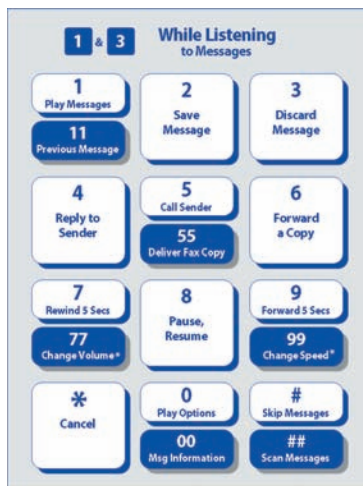 1 & 3 While Listening
to Messages
1
Play Messages
11
Previous Message
2
Save
Message
3
Discard
Message
4
Reply to
Sender
5
Call Sender
55
Deliver Fax Copy
6
Forward
a Copy
7
Rewind 5 Secs
77
Change Volume*
8
Pause,
Resume
9
Forward 5 Secs
99
Change Speed*
*
Cancel
0
Play Options
00
Msg Information
#
Skip Messages
##
Scan Messages